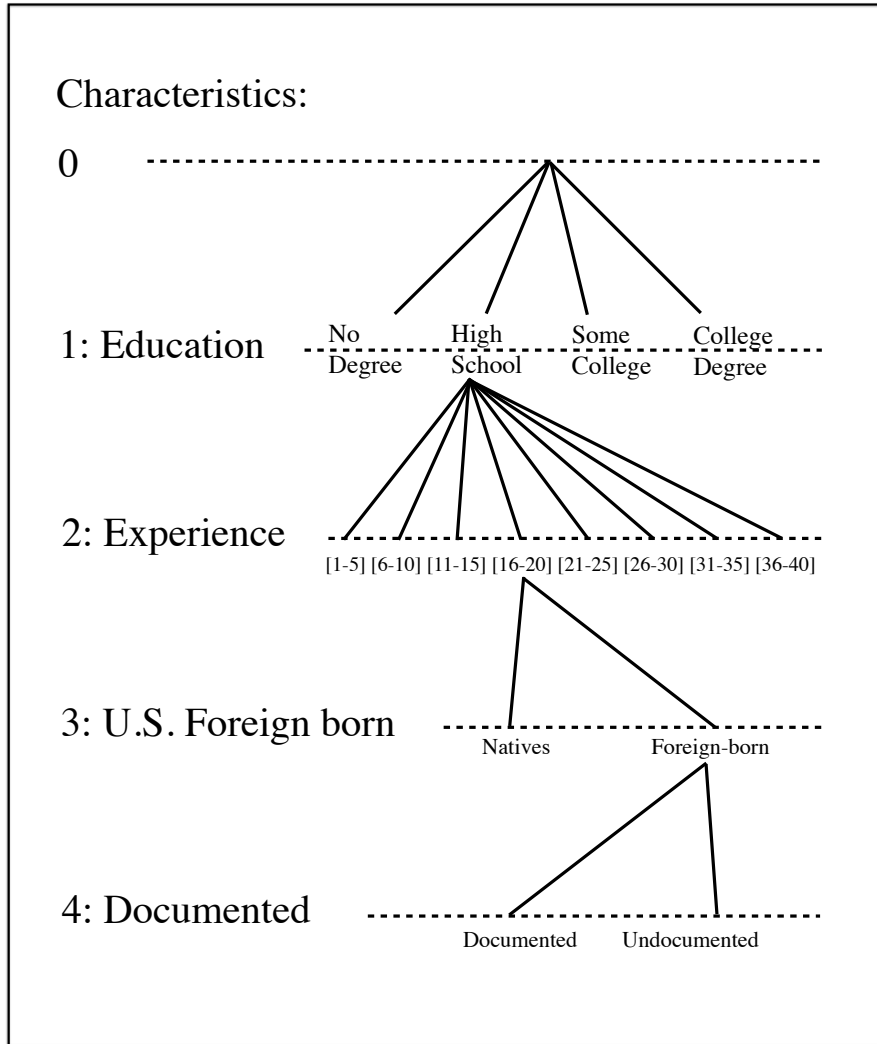 Characteristics:
0
1: Education
No Degree
High School
Some College
College Degree
2: Experience
[1-5] [6-10] [11-15] [16-20] [21-25] [26-30] [31-35] [36-40]
3: U.S. Foreign born
Natives Foreign-born
4: Documented
Documented Undocumented